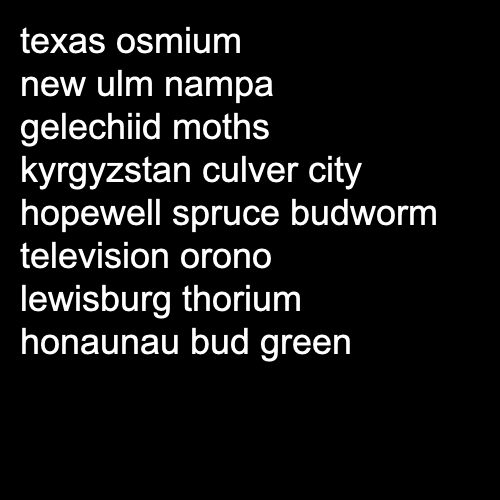 texas osmium
new ulm nampa
gelechiid moths
kyrgyzstan culver city
hopewell spruce budworm
television orono
lewisburg thorium
honaunau bud green